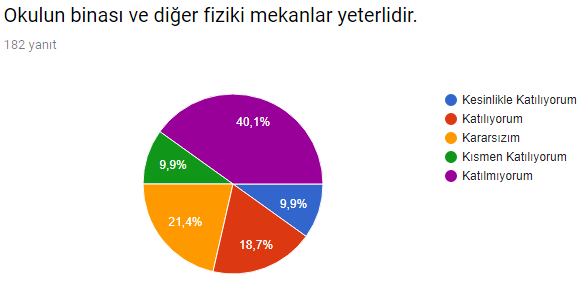 Okulun binası ve diğer fiziki mekanlar yeterlidir.
182 yanıt
40,1%
9,9%
9,9%
21,4%
18,7%
Kesinlikle Katılıyorum
Katılıyorum
Kararsızım
Kısmen Katılıyorum
Katılmıyorum